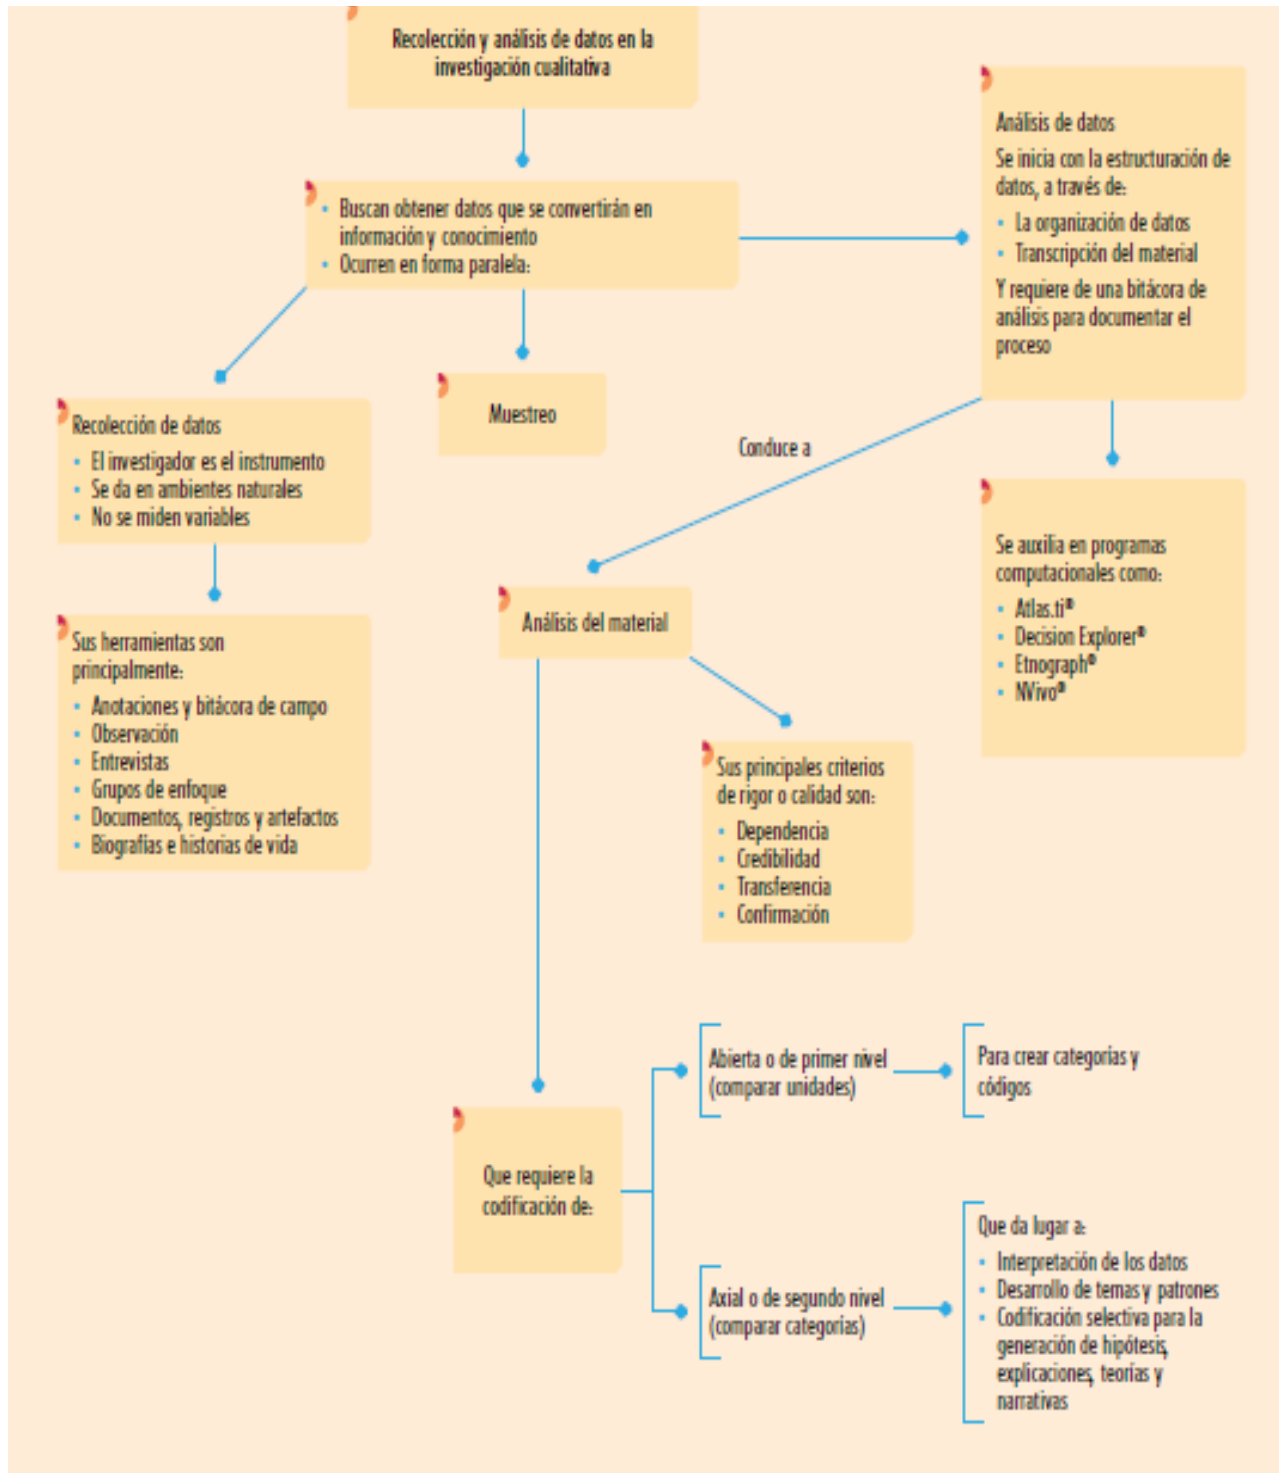 Recolección y análisis de datos en la
investigación cualitativa
• Buscan obtener datos que se convertirán en
información y conocimiento
• Ocurren en forma paralela:
Análisis de datos
Se inicia con la estructuración de
datos, a través de:
• La organización de datos
• Transcripción del material
Y requiere de una bitácora de
análisis para documentar el
proceso
Recolección de datos
• El investigador es el instrumento
• Se da en ambientes naturales
• No se miden variables
Muestreo
Conduce a
Sus herramientas son
principalmente:
• Anotaciones y bitácora de campo
• Observación
• Entrevistas
• Grupos de enfoque
• Documentos, registros y artefactos
• Biografías e historias de vida
Análisis del material
Se auxilia en programas
computacionales como:
• Atlas.ti®
• Decision Explorer®
• Etnograph®
• NVivo®
Sus principales criterios
de rigor o calidad son:
• Dependencia
• Credibilidad
• Transferencia
• Confirmación
Que requiere la
codificación de:
Abierta o de primer nivel
(comparar unidades)
Para crear categorías y
códigos
Axial o de segundo nivel
(comparar categorías)
Que da lugar a:
• Interpretación de los datos
• Desarrollo de temas y patrones
• Codificación selectiva para la
generación de hipótesis,
explicaciones, teorías y
narrativas